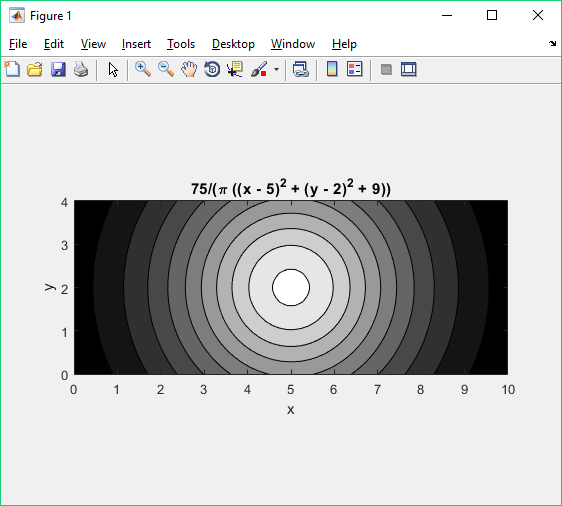 Figure 1
File Edit View Insert Tools Desktop Window Help
75/(π ((x - 5)² + (y - 2)² + 9))
4
3
y
2
1
0
0 1 2 3 4 5 6 7 8 9 10
x